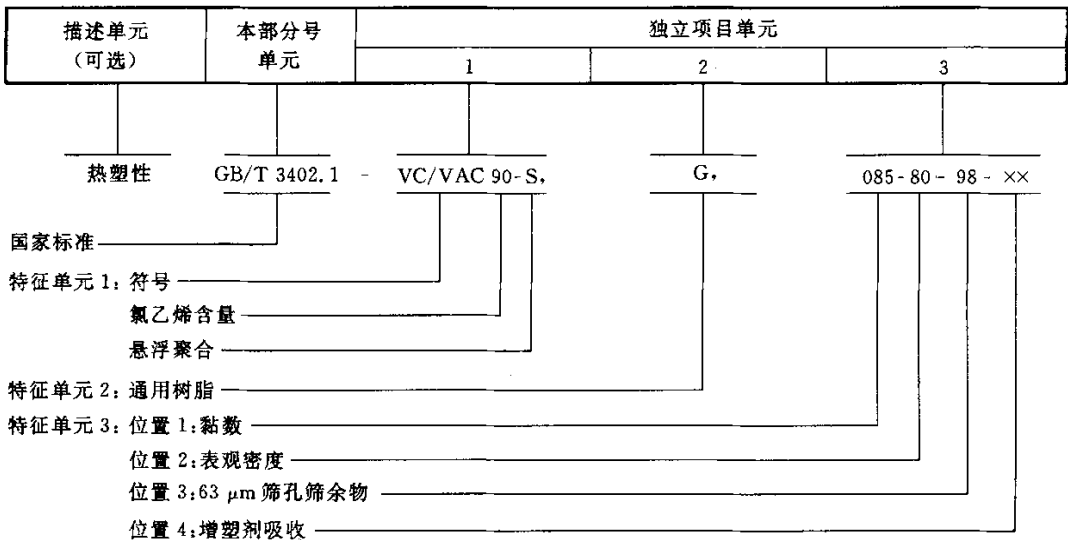 描述单元 本部分号 独立项目单元
(可选) 单元 1 2 3
热塑性 GB/T 3402.1 - VC/VAC 90-S, G, 085-80-98-××
国家标准
特征单元 1: 符号
氯乙烯含量
悬浮聚合
特征单元 2: 通用树脂
特征单元 3: 位置 1:黏数
位置 2:表观密度
位置 3:63 μm 筛孔筛余物
位置 4:增塑剂吸收